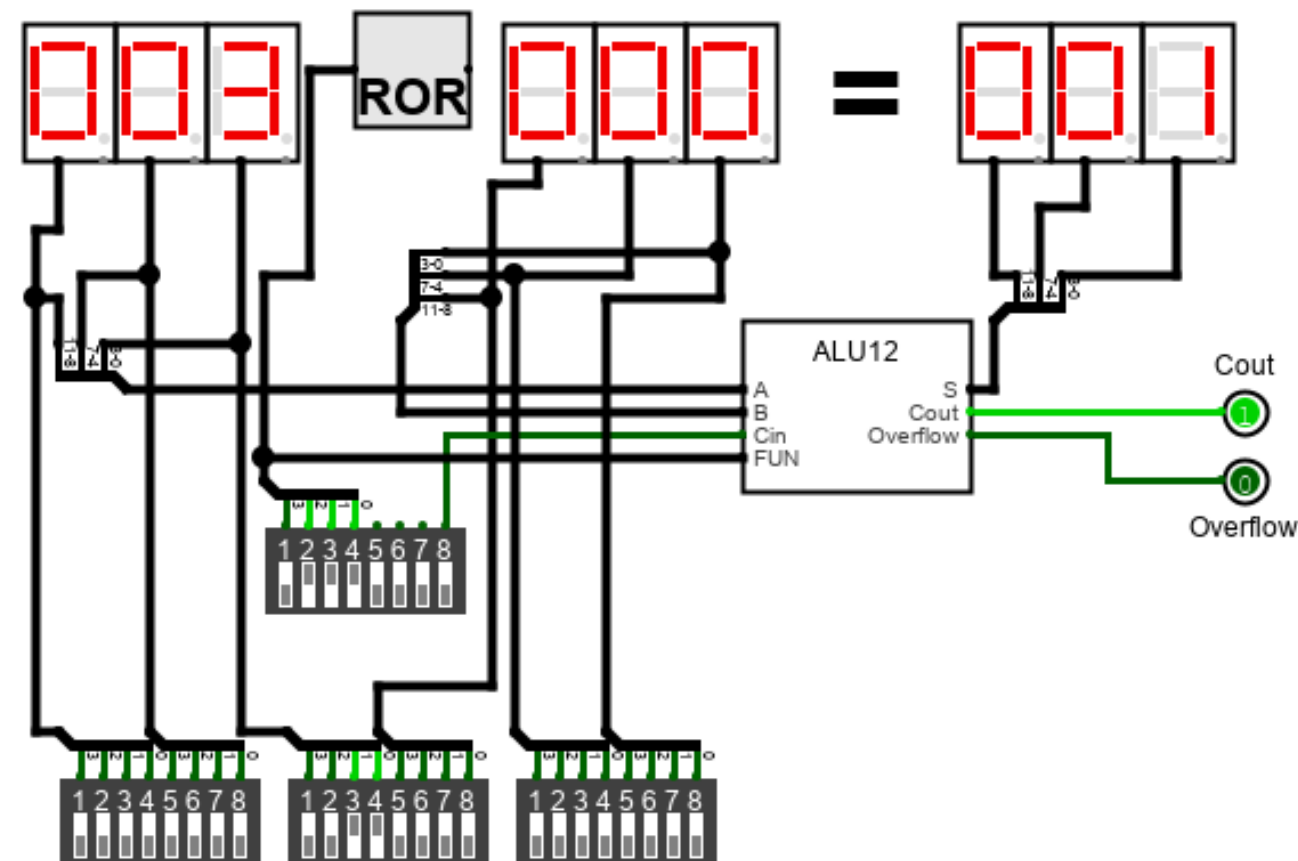 003 ROR 000 = 001
3-0
7-4
11-8
11-8 7-4 3-0
11-8 7-4 3-0
ALU12
A S
B Cout
Cin Overflow
FUN
Cout
1
0
Overflow
3 2 1 0
1 2 3 4 5 6 7 8
3 2 1 0 3 2 1 0
1 2 3 4 5 6 7 8
3 2 1 0 3 2 1 0
1 2 3 4 5 6 7 8
3 2 1 0 3 2 1 0
1 2 3 4 5 6 7 8